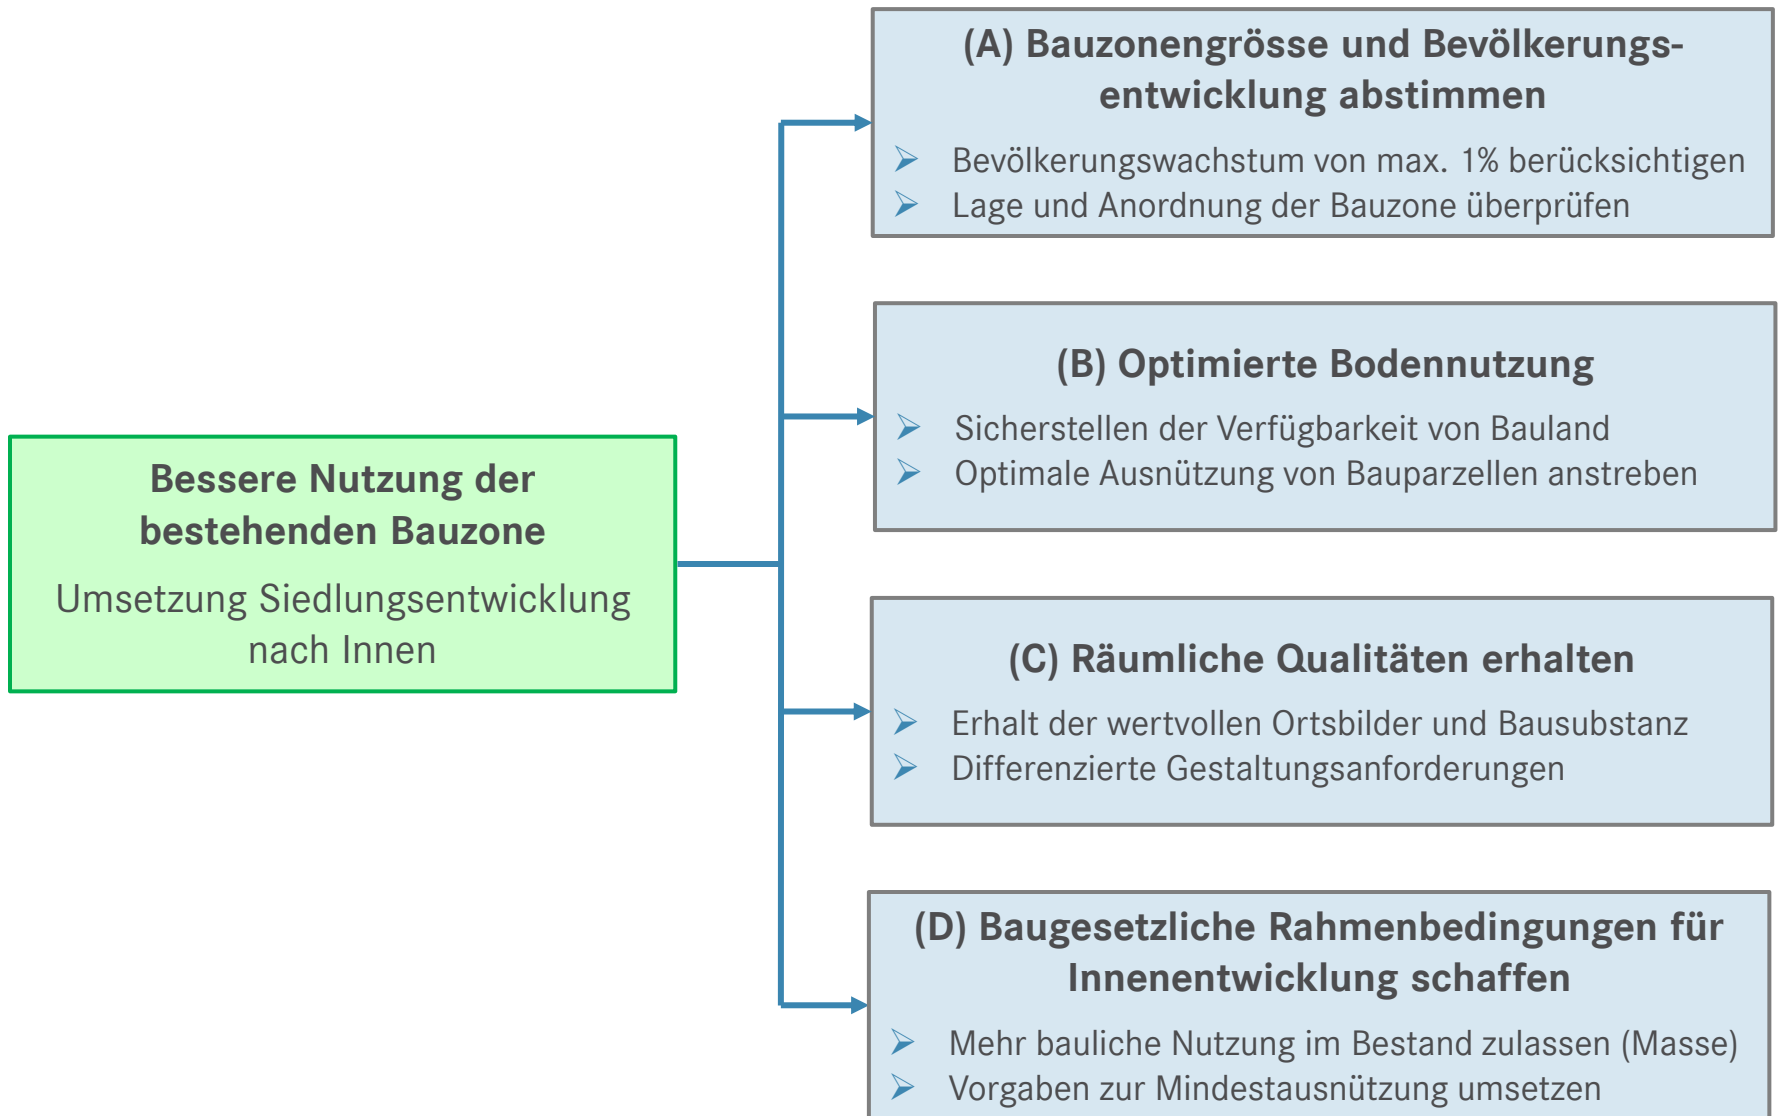 (A) Bauzonengrösse und Bevölkerungs-
entwicklung abstimmen
➢ Bevölkerungswachstum von max. 1% berücksichtigen
➢ Lage und Anordnung der Bauzone überprüfen
(B) Optimierte Bodennutzung
➢ Sicherstellen der Verfügbarkeit von Bauland
➢ Optimale Ausnützung von Bauparzellen anstreben
Bessere Nutzung der
bestehenden Bauzone
Umsetzung Siedlungsentwicklung
nach Innen
(C) Räumliche Qualitäten erhalten
➢ Erhalt der wertvollen Ortsbilder und Bausubstanz
➢ Differenzierte Gestaltungsanforderungen
(D) Baugesetzliche Rahmenbedingungen für
Innenentwicklung schaffen
➢ Mehr bauliche Nutzung im Bestand zulassen (Masse)
➢ Vorgaben zur Mindestausnützung umsetzen